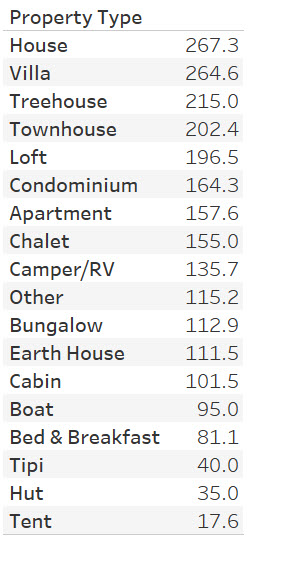 Property Type
House 267.3
Villa 264.6
Treehouse 215.0
Townhouse 202.4
Loft 196.5
Condominium 164.3
Apartment 157.6
Chalet 155.0
Camper/RV 135.7
Other 115.2
Bungalow 112.9
Earth House 111.5
Cabin 101.5
Boat 95.0
Bed & Breakfast 81.1
Tipi 40.0
Hut 35.0
Tent 17.6